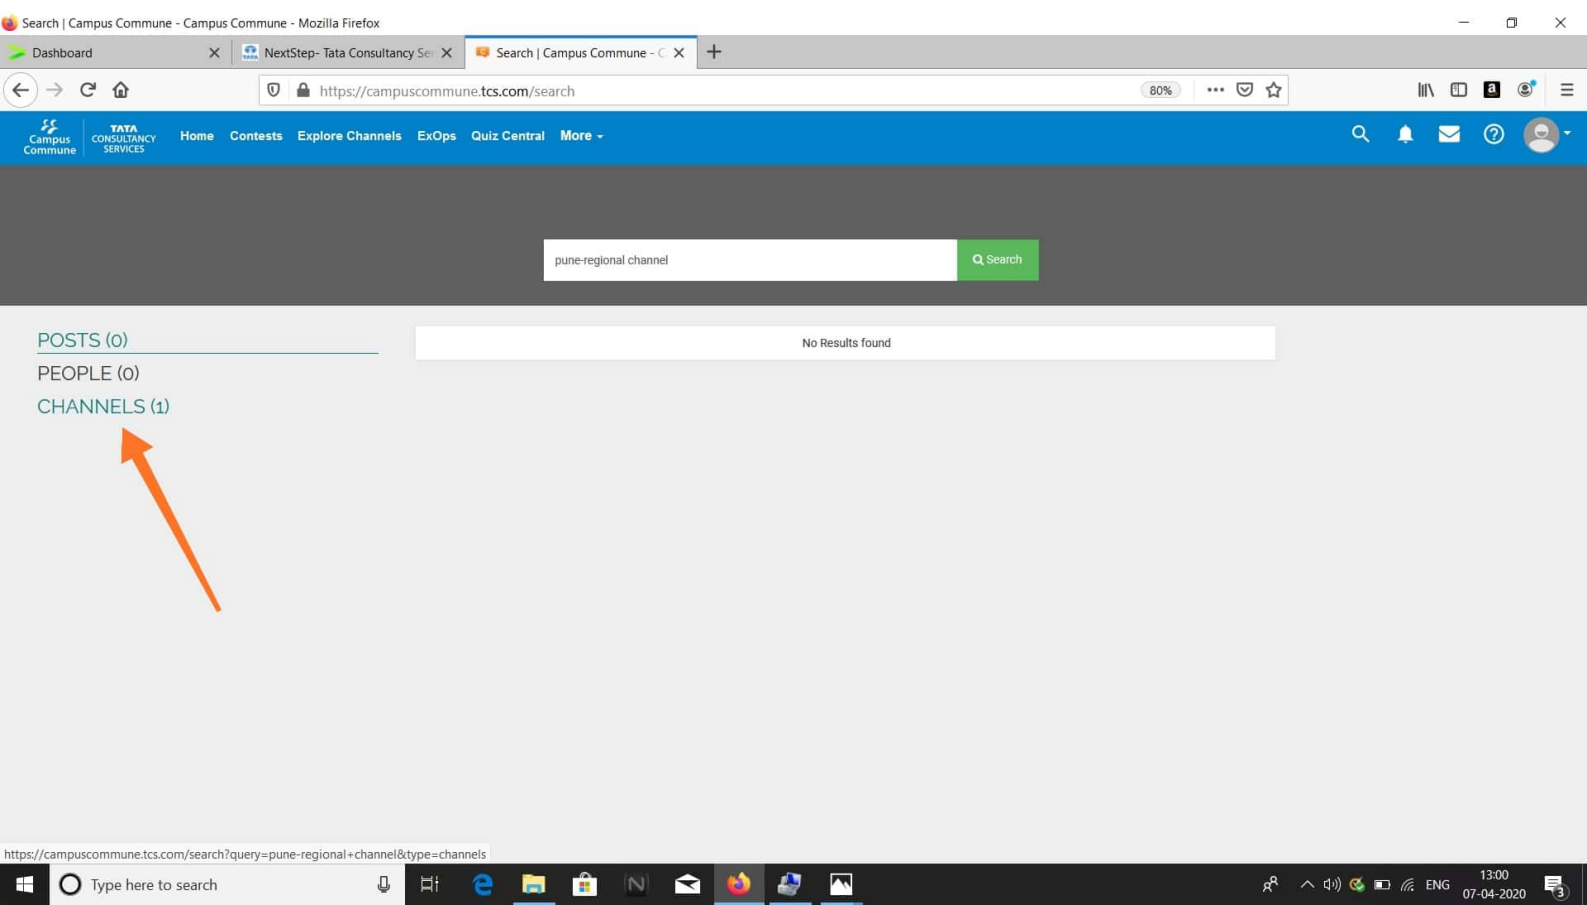 Search | Campus Commune - Campus Commune - Mozilla Firefox
Dashboard
NextStep- Tata Consultancy Ser
Search | Campus Commune - C
https://campuscommune.tcs.com/search
80%
Campus Commune
TATA
CONSULTANCY
SERVICES
Home Contests Explore Channels ExOps Quiz Central More
pune-regional channel
Search
POSTS (0)
No Results found
PEOPLE (0)
CHANNELS (1)
https://campuscommune.tcs.com/search?query=pune-regional+channel&type=channels
Type here to search
ENG
13:00
07-04-2020
3